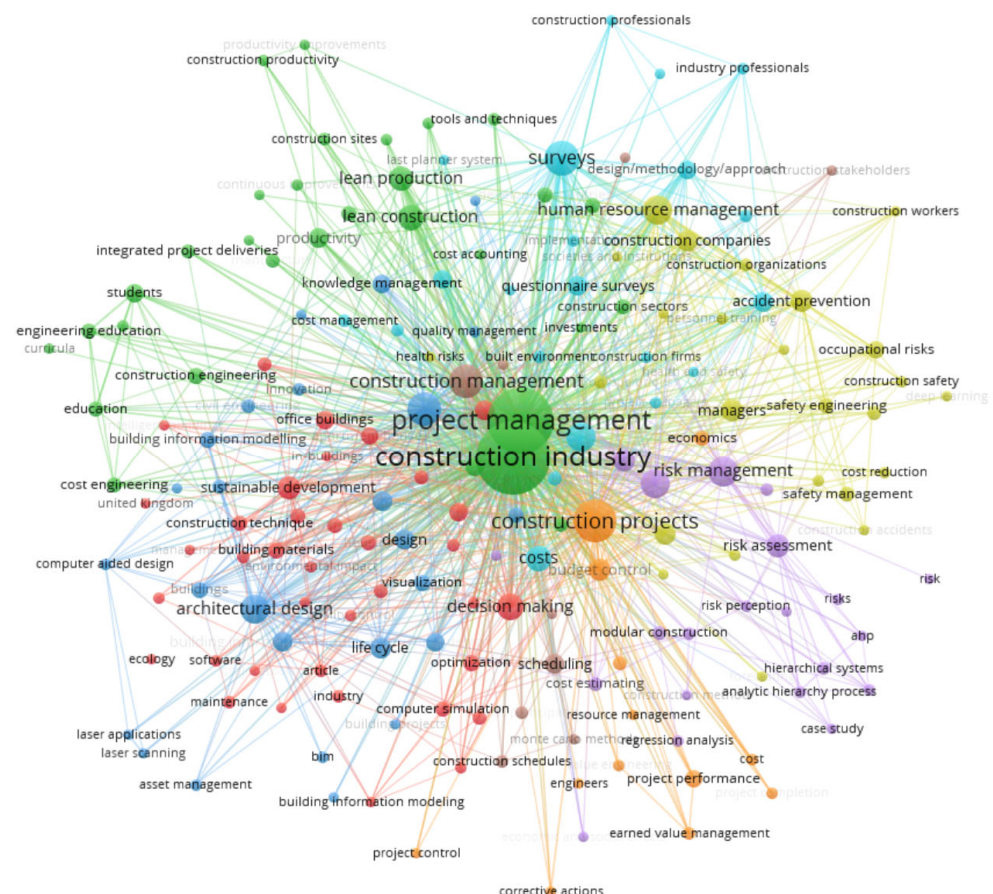 construction professionals
productivity improvements
construction productivity
industry professionals
tools and techniques
construction sites
last planner system
surveys
design/methodology/approach
construction stakeholders
lean production
continuous improvement
human resource management
construction workers
lean construction
productivity
construction companies
integrated project deliveries
cost accounting
societies and institutions
construction organizations
knowledge management
questionnaire surveys
students
construction sectors
accident prevention
cost management
personnel training
engineering education
quality management
investments
curricula
health risks
built environment
construction firms
occupational risks
construction engineering
health and safety
construction management
construction safety
innovation
deep learning
education
civil engineering
managers
safety engineering
office buildings
project management
building information modelling
economics
in-buildings
construction industry
risk management
cost reduction
cost engineering
sustainable development
safety management
united kingdom
construction technique
construction projects
construction accidents
design
building materials
risk assessment
computer aided design
environmental impact
costs
budget control
visualization
risk
buildings
architectural design
decision making
risk perception
risks
modular construction
ahp
life cycle
ecology
software
optimization
scheduling
article
hierarchical systems
cost estimating
analytic hierarchy process
maintenance
industry
computer simulation
resource management
building projects
case study
laser applications
monte carlo methods
regression analysis
laser scanning
bim
construction schedules
value engineering
cost
asset management
engineers
project performance
project completion
building information modeling
earned value management
project control
corrective actions